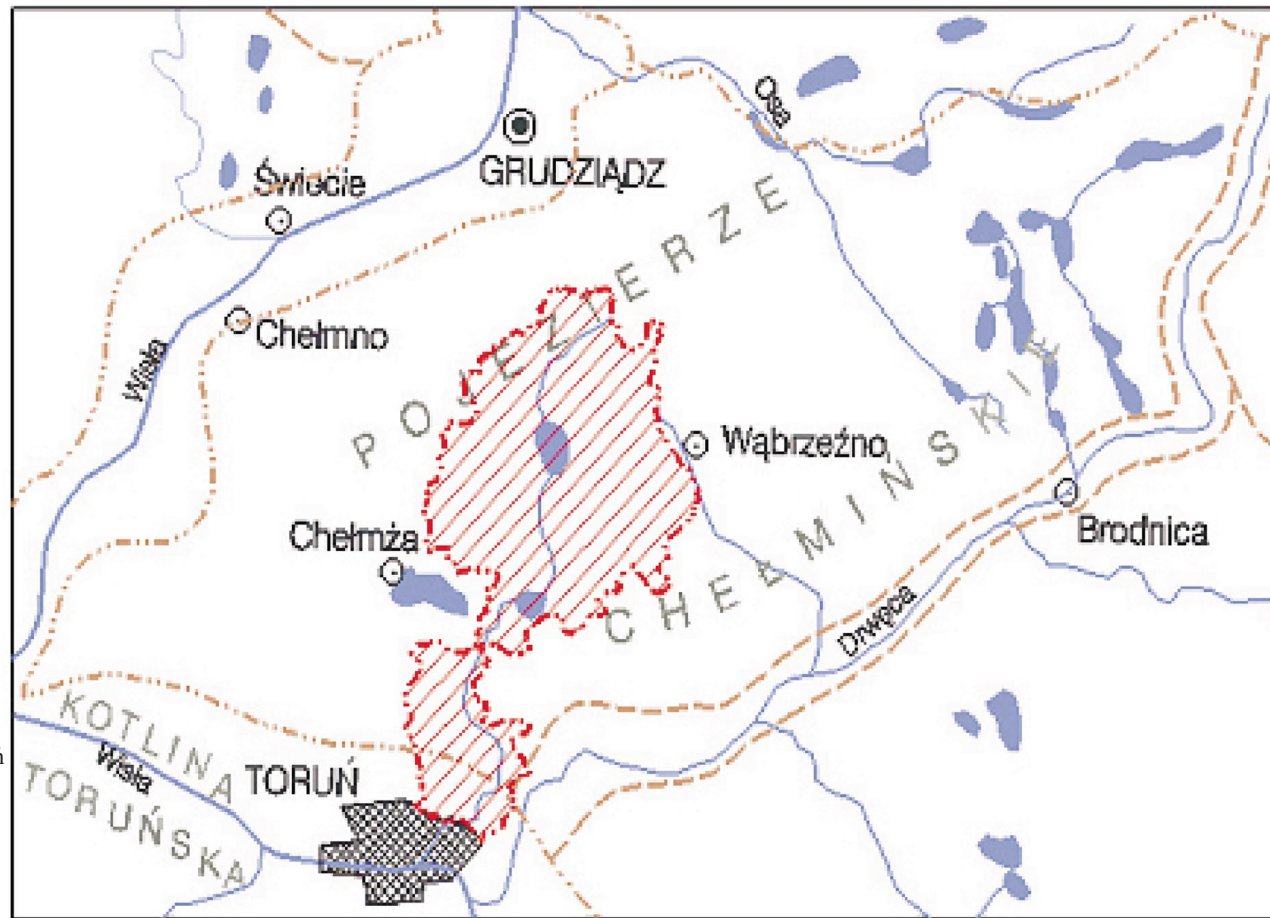 Osa
GRUDZIĄDZ
Świecie
Chełmno
Wisła
POJEZIERZE
CHEŁMIŃSKIE
Wąbrzeźno
Brodnica
Chełmża
Drwęca
KOTLINA
TORUŃSKA
Wisła
TORUŃ